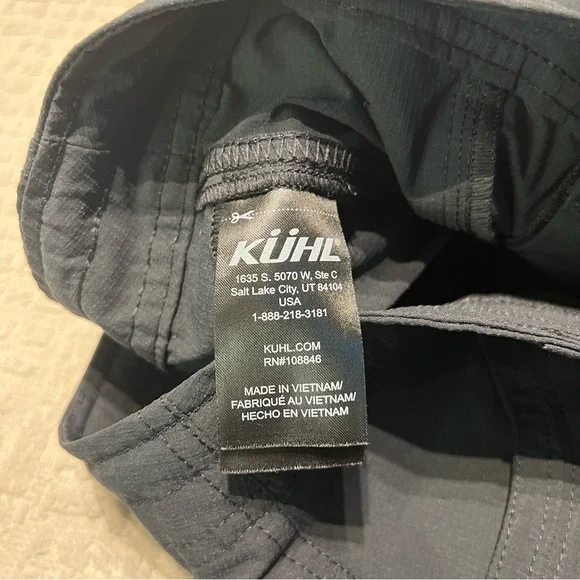 KÜHL
1635 S. 5070 W, Ste C
Salt Lake City, UT 84104
USA
1-888-218-3181
KUHL.COM
RN#108846
MADE IN VIETNAM/
FABRIQUÉ AU VIETNAM/
HECHO EN VIETNAM